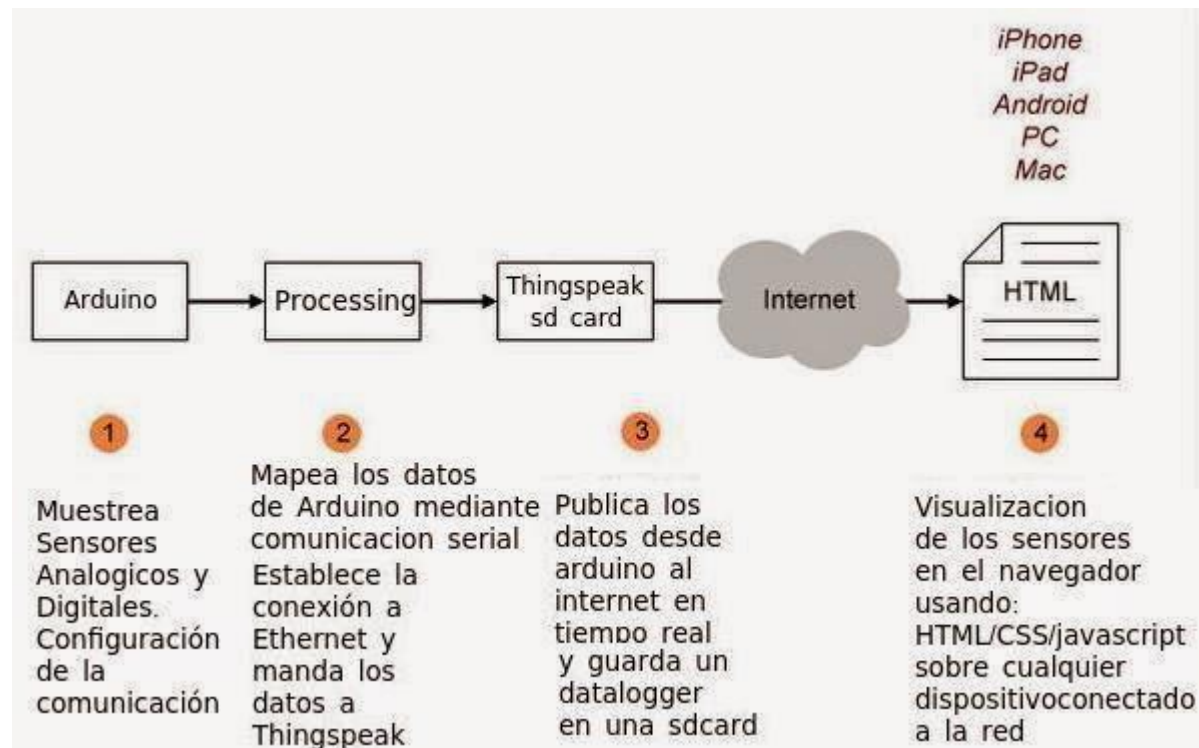 iPhone
iPad
Android
PC
Mac
Arduino
Processing
Thingspeak
sd card
Internet
HTML
1
Muestrea
Sensores
Analogicos y
Digitales.
Configuración
de la
comunicación
2
Mapea los datos
de Arduino mediante
comunicacion serial
Establece la
conexión a
Ethernet y
manda los
datos a
Thingspeak
3
Publica los
datos desde
arduino al
internet en
tiempo real
y guarda un
datalogger
en una sdcard
4
Visualizacion
de los sensores
en el navegador
usando:
HTML/CSS/javascript
sobre cualquier
dispositivoconectado
a la red